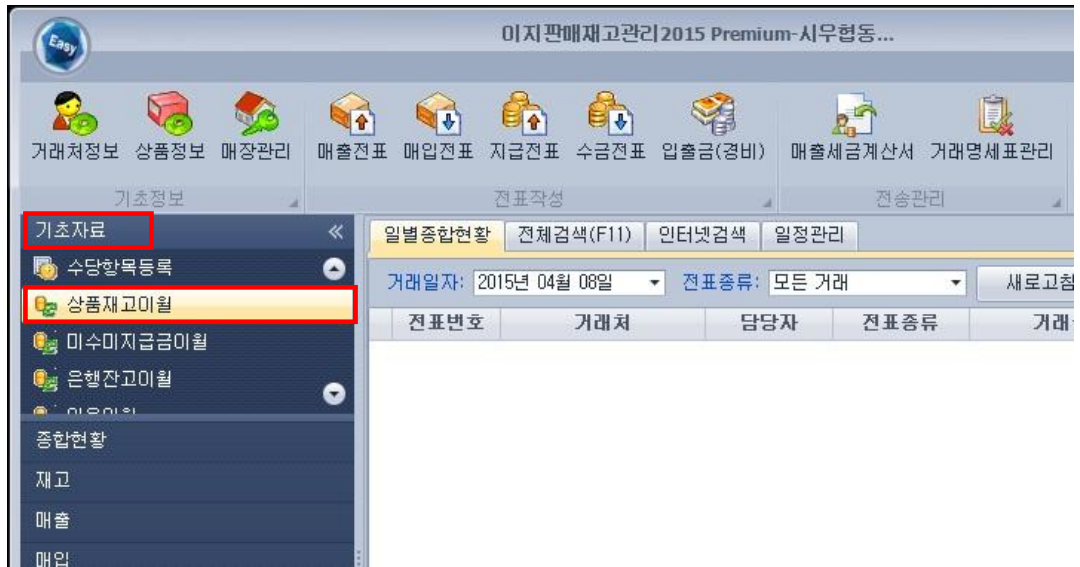 Easy
이지판매재고관리2015 Premium-시우협동...
거래처정보 상품정보 매장관리 매출전표 매입전표 지급전표 수금전표 입출금(경비) 매출세금계산서 거래명세표관리
기초정보 전표작성 전송관리
기초자료
수당항목등록
상품재고이월
미수미지급금이월
은행잔고이월
종합현황
재고
매출
매입
일별종합현황 전체검색(F11) 인터넷검색 일정관리
거래일자: 2015년 04월 08일 전표종류: 모든 거래 새로고침
전표번호 거래처 담당자 전표종류 거래